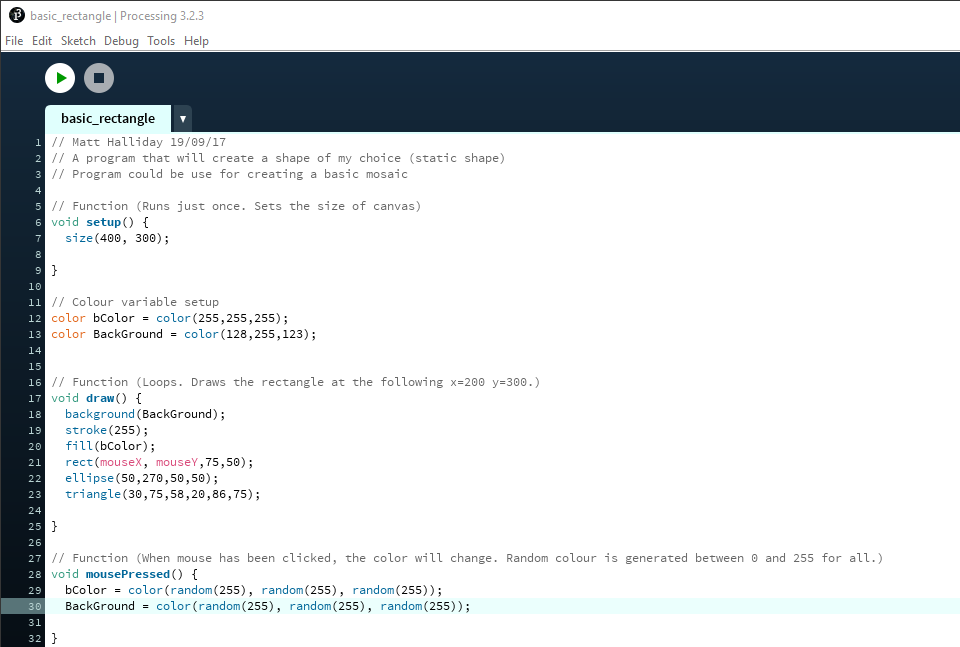 basic_rectangle | Processing 3.2.3
File Edit Sketch Debug Tools Help
basic_rectangle ▼
1 // Matt Halliday 19/09/17
2 // A program that will create a shape of my choice (static shape)
3 // Program could be use for creating a basic mosaic
4
5 // Function (Runs just once. Sets the size of canvas)
6 void setup() {
7   size(400, 300);
8
9 }
10
11 // Colour variable setup
12 color bColor = color(255,255,255);
13 color BackGround = color(128,255,123);
14
15
16 // Function (Loops. Draws the rectangle at the following x=200 y=300.)
17 void draw() {
18   background(BackGround);
19   stroke(255);
20   fill(bColor);
21   rect(mouseX, mouseY,75,50);
22   ellipse(50,270,50,50);
23   triangle(30,75,58,20,86,75);
24
25 }
26
27 // Function (When mouse has been clicked, the color will change. Random colour is generated between 0 and 255 for all.)
28 void mousePressed() {
29   bColor = color(random(255), random(255), random(255));
30   BackGround = color(random(255), random(255), random(255));
31
32 }